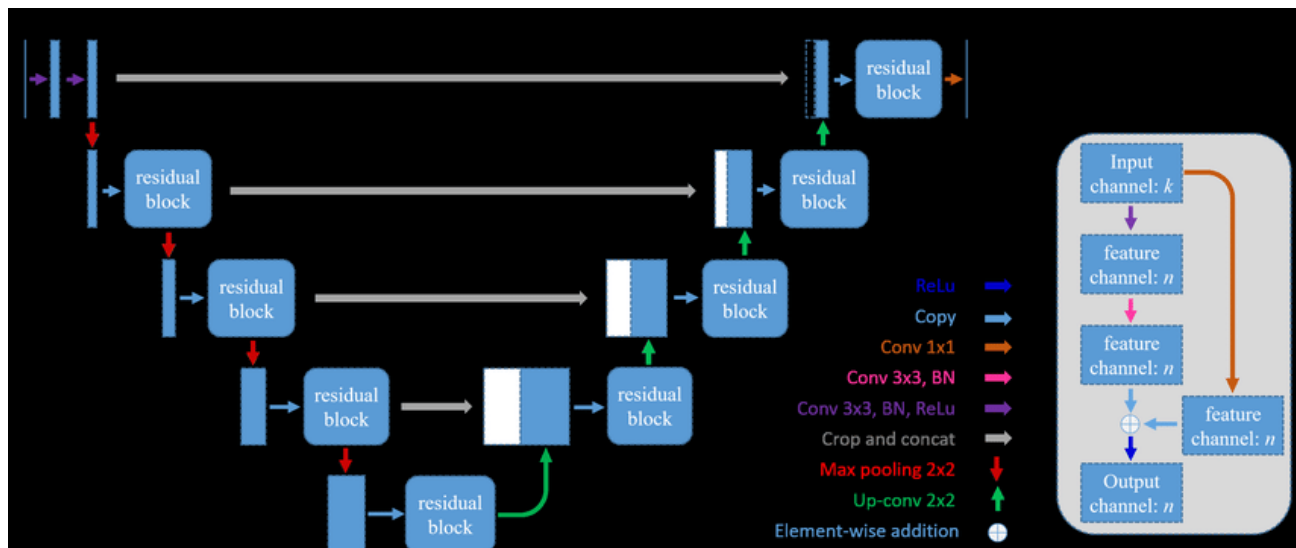 residual
block
residual
block
residual
block
residual
block
residual
block
residual
block
residual
block
residual
block
residual
block
ReLu
Copy
Conv 1x1
Conv 3x3, BN
Conv 3x3, BN, ReLu
Crop and concat
Max pooling 2x2
Up-conv 2x2
Element-wise addition
Input
channel: k
feature
channel: n
feature
channel: n
feature
channel: n
Output
channel: n